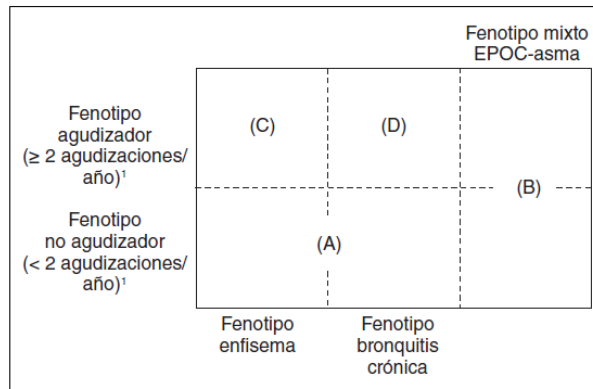 Fenotipo mixto
EPOC-asma
Fenotipo
agudizador
(≥ 2 agudizaciones/
año)¹
(C)
(D)
(B)
Fenotipo
no agudizador
(< 2 agudizaciones/
año)¹
(A)
Fenotipo
enfisema
Fenotipo
bronquitis
crónica